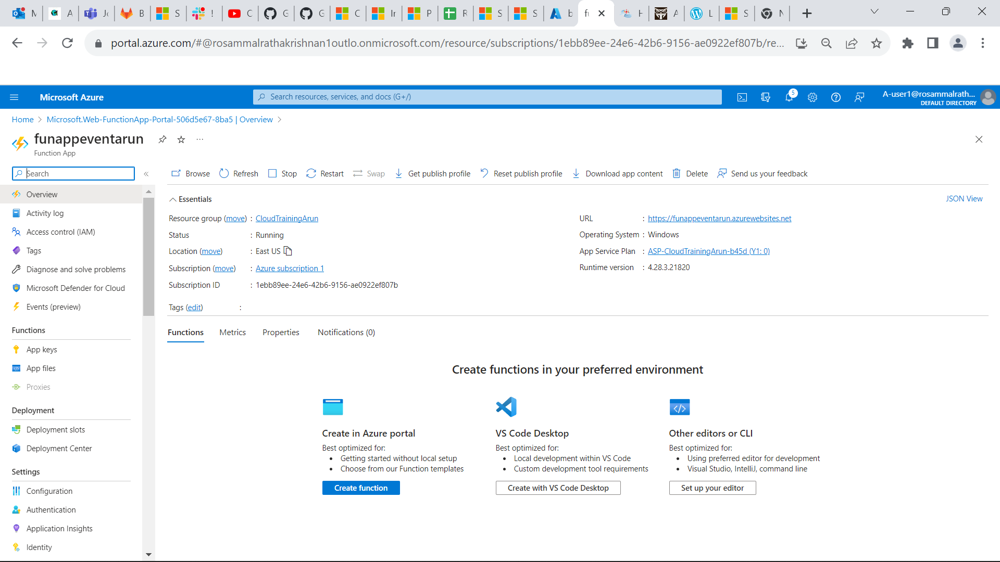 M
A
Jo
B
S
!
C
G
G
C
Ir
P
R
S
S
b
fu
H
A
L
S
N
portal.azure.com/#@rosammalrathakrishnan1outlo.onmicrosoft.com/resource/subscriptions/1ebb89ee-24e6-42b6-9156-ae0922ef807b/re...
Microsoft Azure
Search resources, services, and docs (G+/)
5
A-user1@rosammalrath...
DEFAULT DIRECTORY
Home > Microsoft.Web-FunctionApp-Portal-506d5e67-8ba5 | Overview >
funappeventarun
...
Function App
Search
«
Browse
Refresh
Stop
Restart
Swap
Get publish profile
Reset publish profile
Download app content
Delete
Send us your feedback
Overview
Activity log
Access control (IAM)
Tags
Diagnose and solve problems
Microsoft Defender for Cloud
Events (preview)
Functions
App keys
App files
Proxies
Deployment
Deployment slots
Deployment Center
Settings
Configuration
Authentication
Application Insights
Identity
Essentials
JSON View
Resource group (move) : CloudTrainingArun
Status : Running
Location (move) : East US
Subscription (move) : Azure subscription 1
Subscription ID : 1ebb89ee-24e6-42b6-9156-ae0922ef807b
Tags (edit) :
URL : https://funappeventarun.azurewebsites.net
Operating System : Windows
App Service Plan : ASP-CloudTrainingArun-b45d (Y1: 0)
Runtime version : 4.28.3.21820
Functions
Metrics
Properties
Notifications (0)
Create functions in your preferred environment
Create in Azure portal
Best optimized for:
• Getting started without local setup
• Choose from our Function templates
Create function
VS Code Desktop
Best optimized for:
• Local development within VS Code
• Custom development tool requirements
Create with VS Code Desktop
Other editors or CLI
Best optimized for:
• Using preferred editor for development
• Visual Studio, IntelliJ, command line
Set up your editor